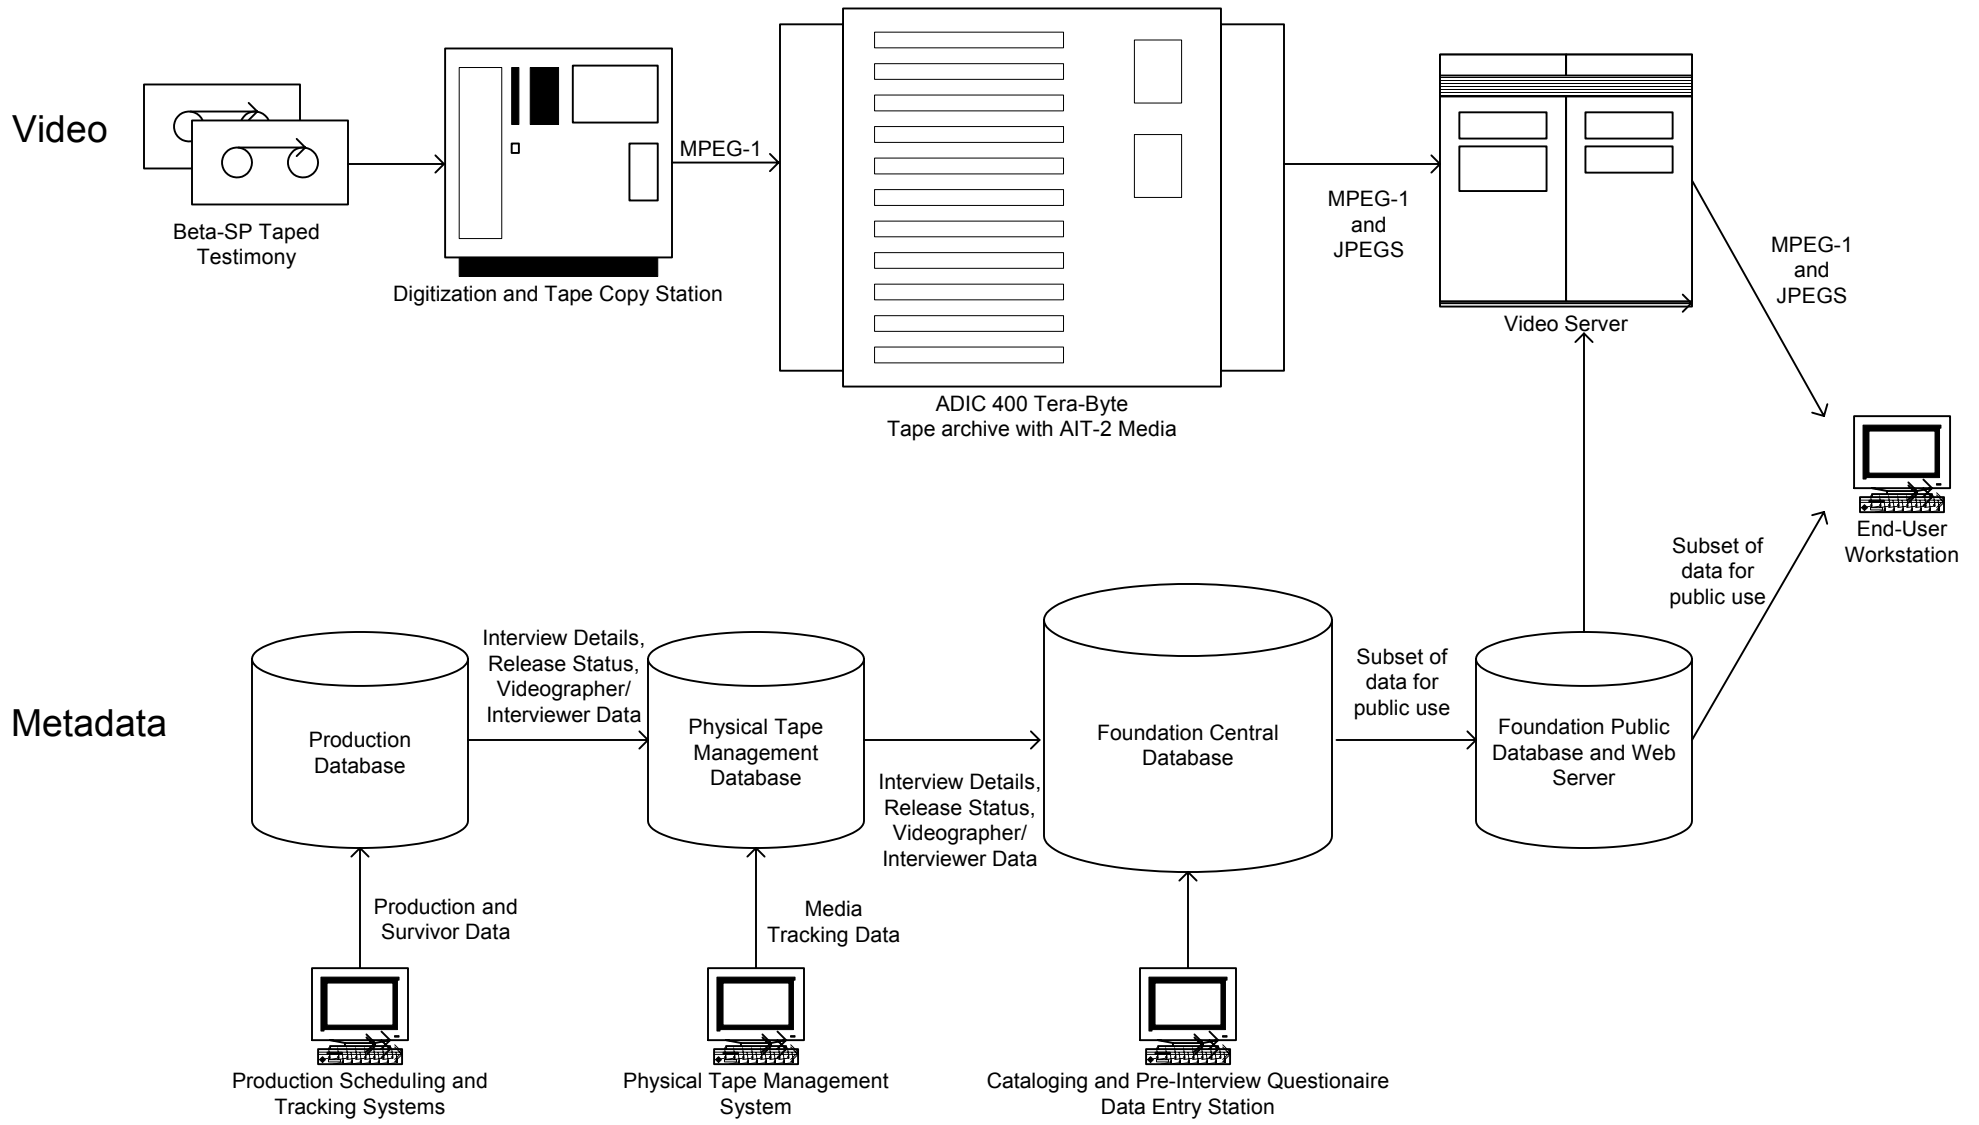 Video
Beta-SP Taped
Testimony
Digitization and Tape Copy Station
MPEG-1
ADIC 400 Tera-Byte
Tape archive with AIT-2 Media
MPEG-1
and
JPEGS
Video Server
MPEG-1
and
JPEGS
End-User
Workstation
Subset of
data for
public use
Metadata
Production
Database
Interview Details,
Release Status,
Videographer/
Interviewer Data
Physical Tape
Management
Database
Interview Details,
Release Status,
Videographer/
Interviewer Data
Foundation Central
Database
Subset of
data for
public use
Foundation Public
Database and Web
Server
Production and
Survivor Data
Media
Tracking Data
Production Scheduling and
Tracking Systems
Physical Tape Management
System
Cataloging and Pre-Interview Questionaire
Data Entry Station